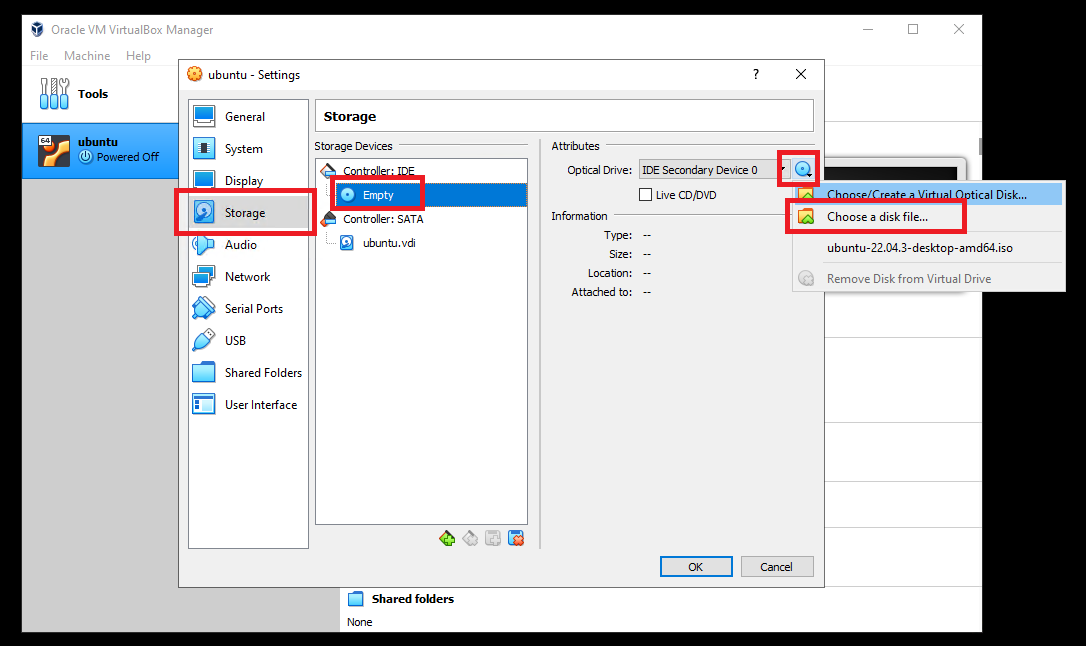 Oracle VM VirtualBox Manager
File Machine Help
Tools
64
ubuntu
Powered Off
ubuntu - Settings
?
General
System
Display
Storage
Audio
Network
Serial Ports
USB
Shared Folders
User Interface
Storage
Storage Devices
Controller: IDE
Empty
Controller: SATA
ubuntu.vdi
Attributes
Optical Drive: IDE Secondary Device 0
Live CD/DVD
Information
Type: --
Size: --
Location: --
Attached to: --
Choose/Create a Virtual Optical Disk...
Choose a disk file...
ubuntu-22.04.3-desktop-amd64.iso
Remove Disk from Virtual Drive
OK Cancel
Shared folders
None